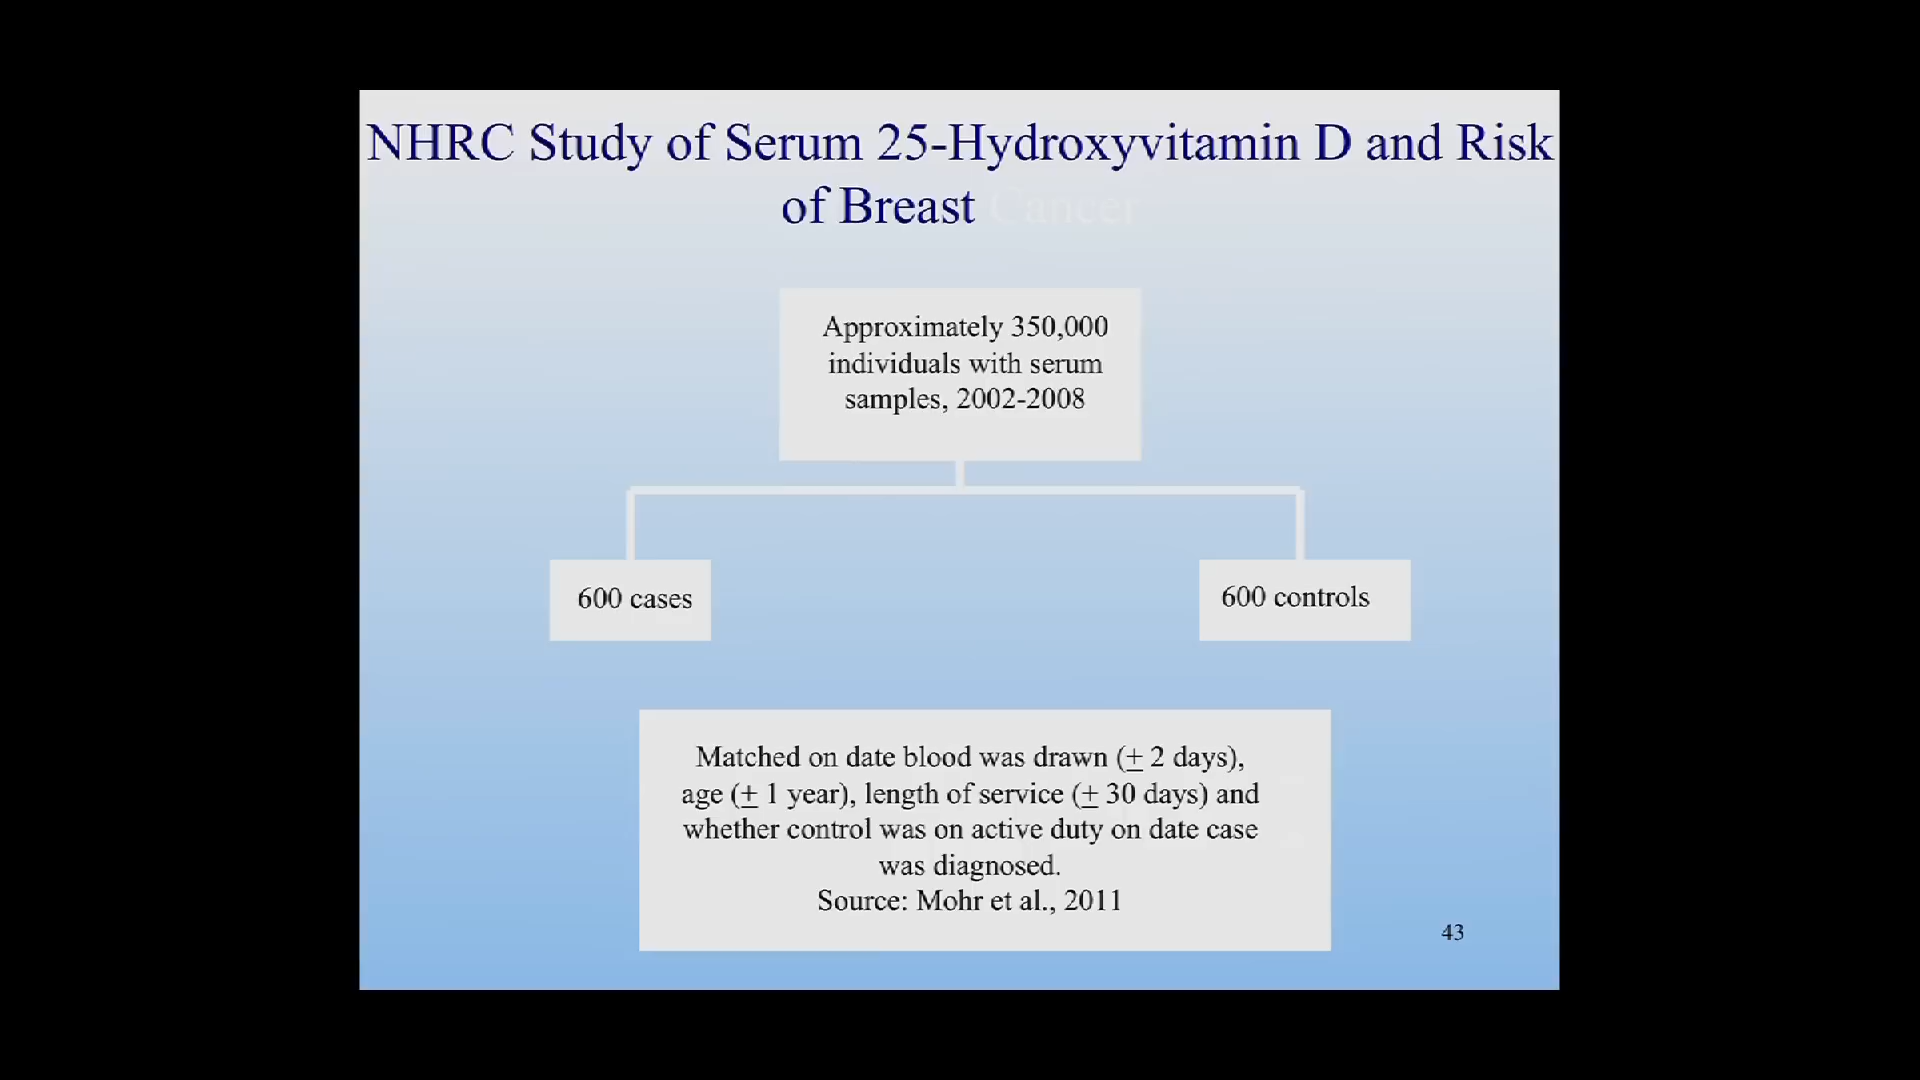 NHRC Study of Serum 25-Hydroxyvitamin D and Risk
of Breast Cancer
Approximately 350,000
individuals with serum
samples, 2002-2008
600 cases
600 controls
Matched on date blood was drawn (± 2 days),
age (± 1 year), length of service (± 30 days) and
whether control was on active duty on date case
was diagnosed.
Source: Mohr et al., 2011
43